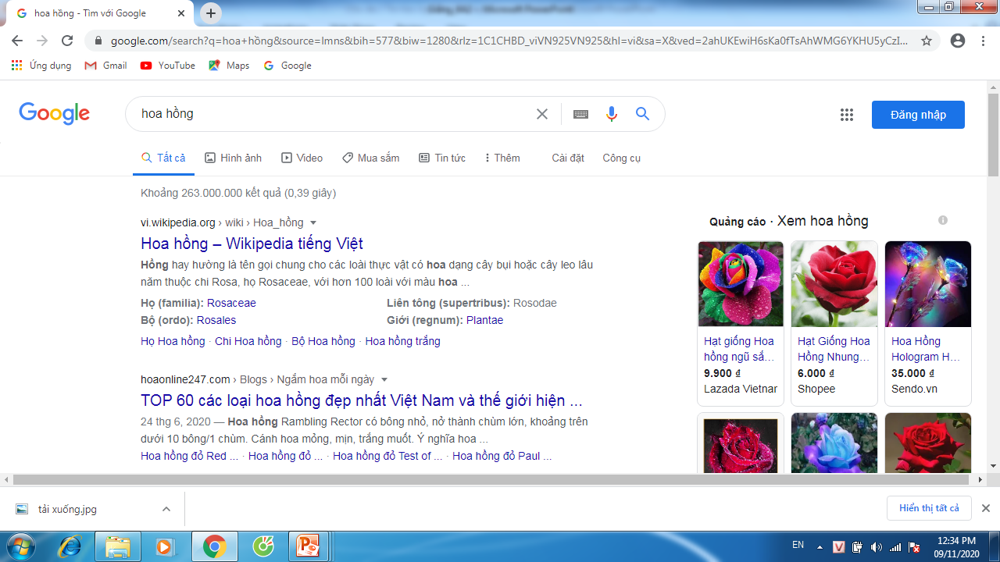 hoa hồng - Tìm với Google
google.com/search?q=hoa+hồng&source=lmns&bih=577&biw=1280&rlz=1C1CHBD_viVN925VN925&hl=vi&sa=X&ved=2ahUKEwiH6sKa0fTsAhWMG6YKHU5yCzI...
Ứng dụng Gmail YouTube Maps Google
Google
hoa hồng
Đăng nhập
Tất cả Hình ảnh Video Mua sắm Tin tức Thêm Cài đặt Công cụ
Khoảng 263.000.000 kết quả (0,39 giây)
vi.wikipedia.org › wiki › Hoa_hồng
Hoa hồng – Wikipedia tiếng Việt
Hồng hay hường là tên gọi chung cho các loài thực vật có hoa dạng cây bụi hoặc cây leo lâu
năm thuộc chi Rosa, họ Rosaceae, với hơn 100 loài với màu hoa ...
Họ (familia): Rosaceae Liên tông (supertribus): Rosodae
Bộ (ordo): Rosales Giới (regnum): Plantae
Họ Hoa hồng · Chi Hoa hồng · Bộ Hoa hồng · Hoa hồng trắng
hoaonline247.com › Blogs › Ngắm hoa mỗi ngày
TOP 60 các loại hoa hồng đẹp nhất Việt Nam và thế giới hiện ...
24 thg 6, 2020 — Hoa hồng Rambling Rector có bông nhỏ, nở thành chùm lớn, khoảng trên
dưới 10 bông/1 chùm. Cánh hoa mỏng, mịn, trắng muốt. Ý nghĩa hoa ...
Hoa hồng đỏ Red ... · Hoa hồng đỏ ... · Hoa hồng đỏ Test of ... · Hoa hồng đỏ Paul ...
Quảng cáo · Xem hoa hồng
Hạt giống Hoa
hồng ngũ sắ...
9.900 ₫
Lazada Vietnar
Hạt Giống Hoa
Hồng Nhung...
6.000 ₫
Shopee
Hoa Hồng
Hologram H...
35.000 ₫
Sendo.vn
tải xuống.jpg
Hiển thị tất cả
EN
12:34 PM
09/11/2020